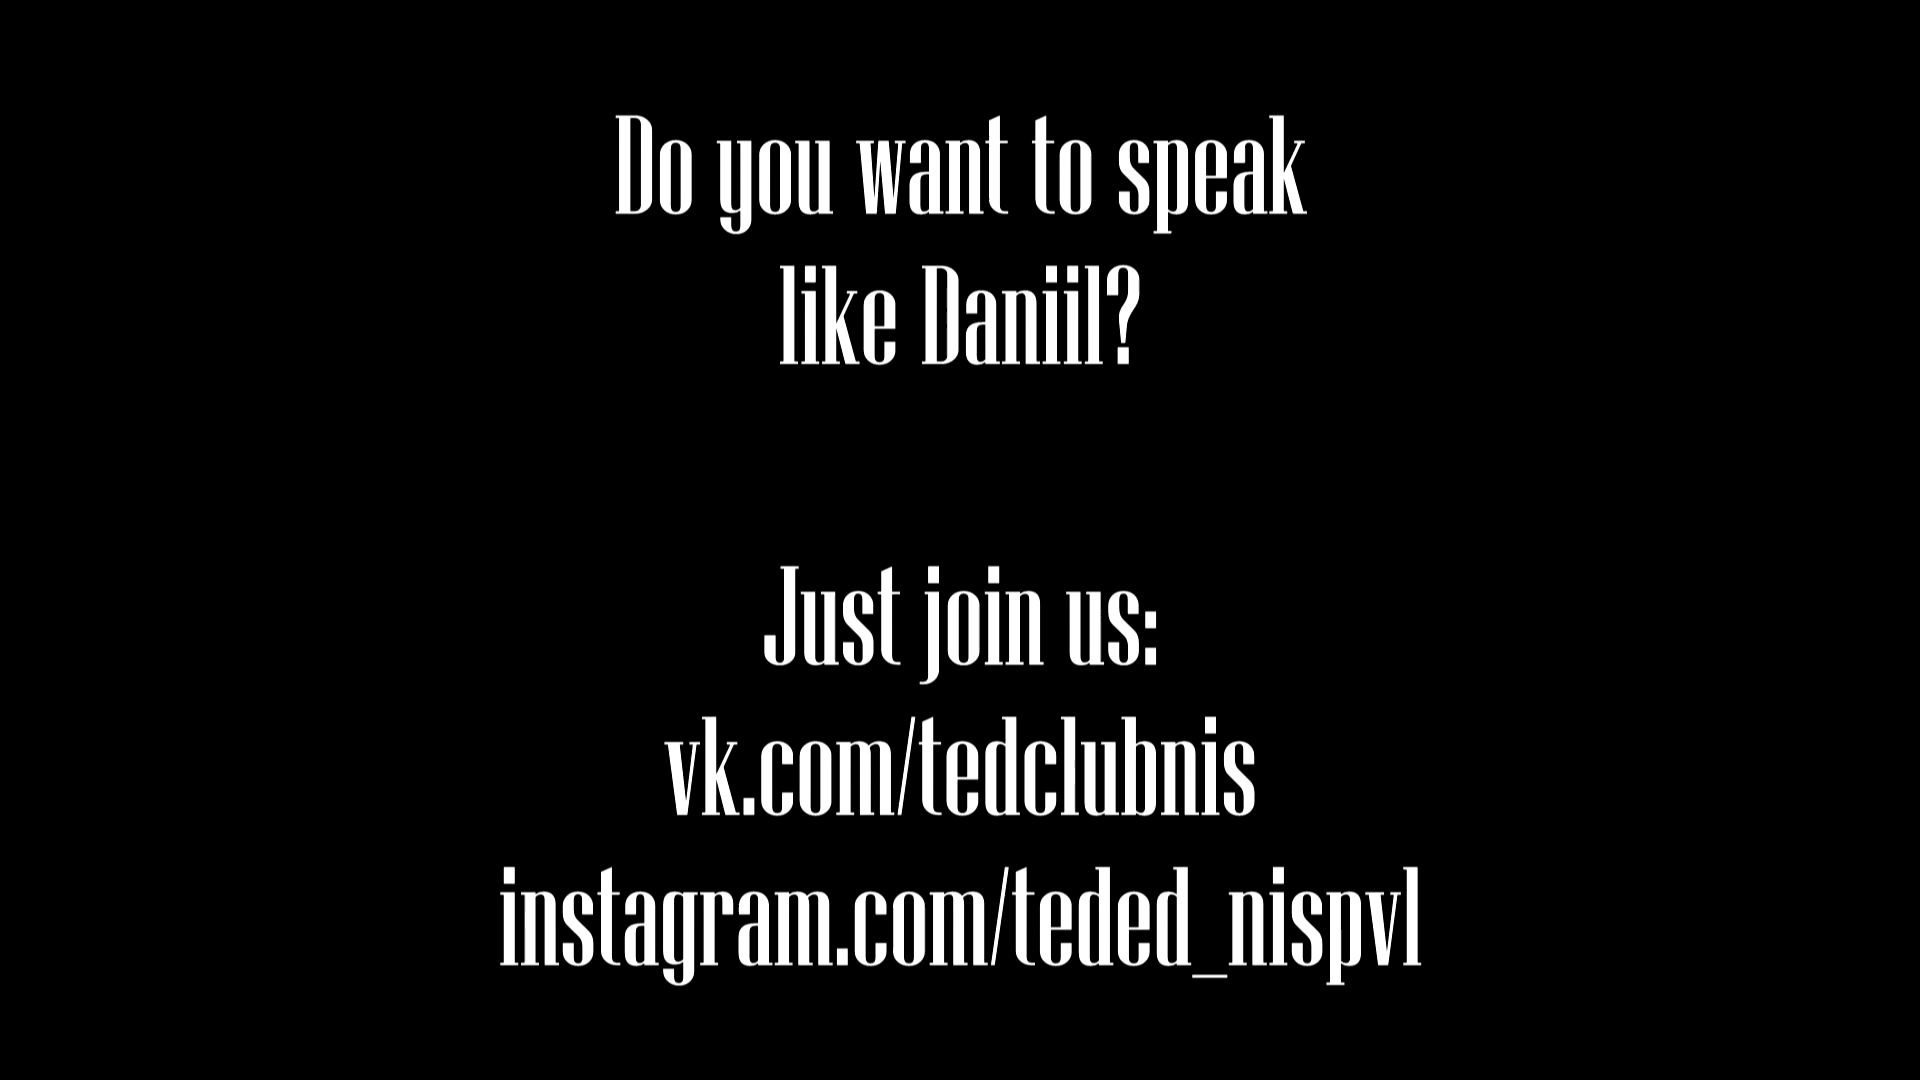 Do you want to speak
like Daniil?
Just join us:
vk.com/tedclubnis
instagram.com/teded_nispvl